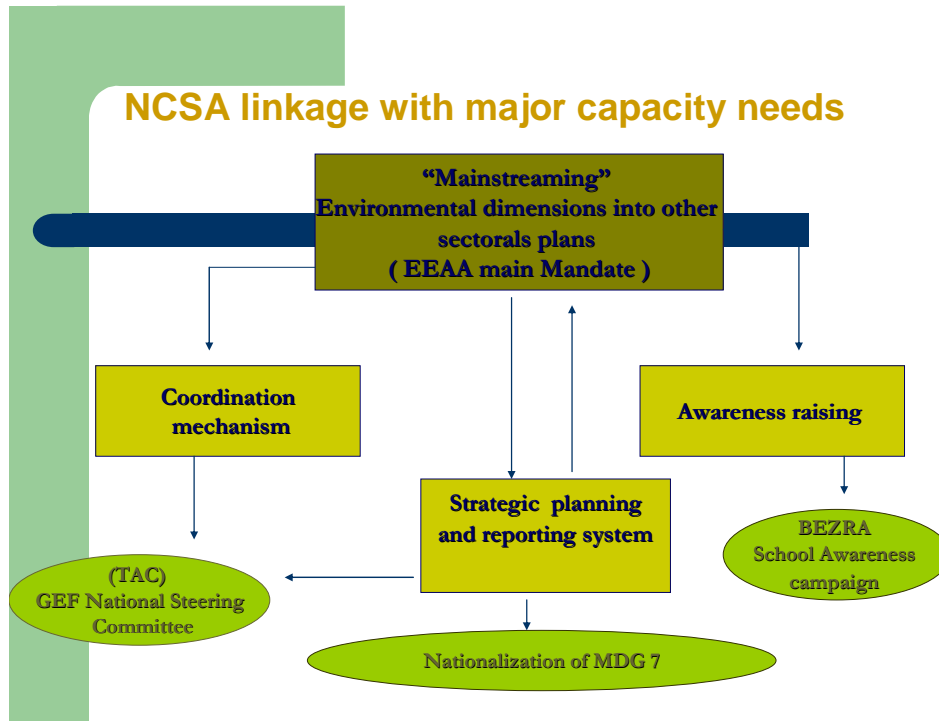 NCSA linkage with major capacity needs
“Mainstreaming”
Environmental dimensions into other
sectorals plans
( EEAA main Mandate )
Coordination
mechanism
Awareness raising
Strategic planning
and reporting system
BEZRA
School Awareness
campaign
(TAC)
GEF National Steering
Committee
Nationalization of MDG 7